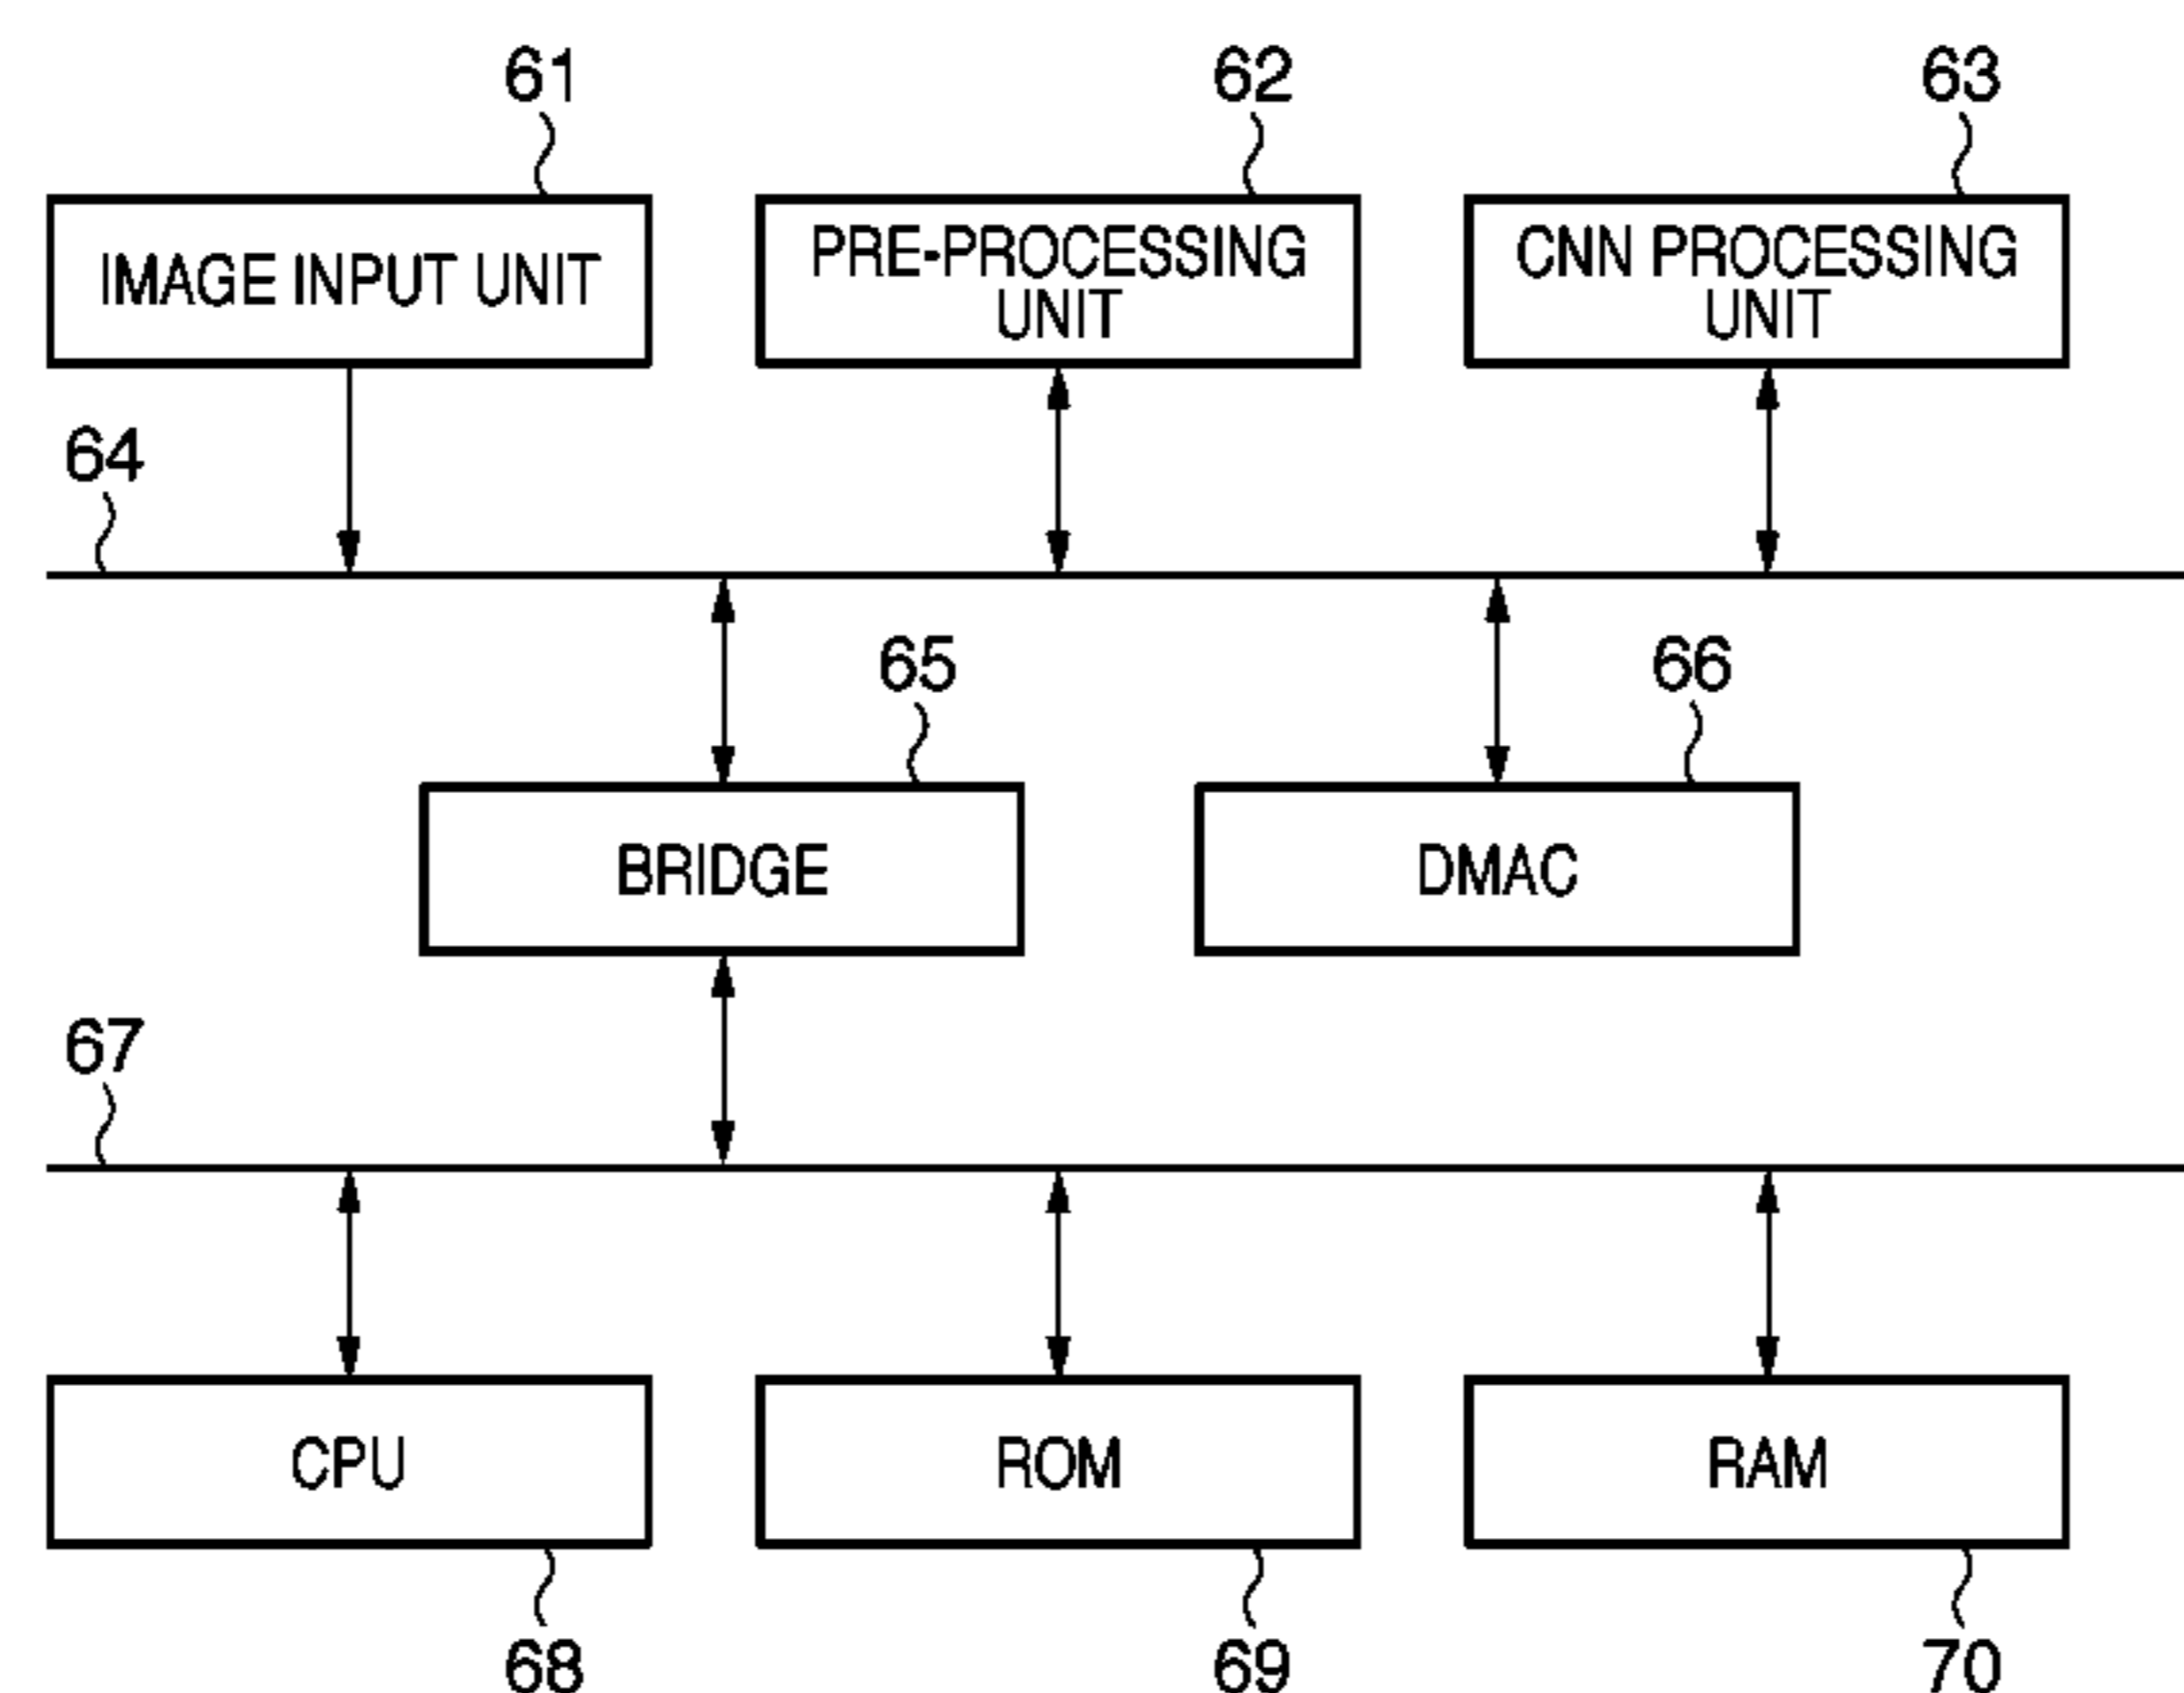 61
62
63
IMAGE INPUT UNIT
PRE-PROCESSING
UNIT
CNN PROCESSING
UNIT
64
65
66
BRIDGE
DMAC
67
CPU
ROM
RAM
68
69
70